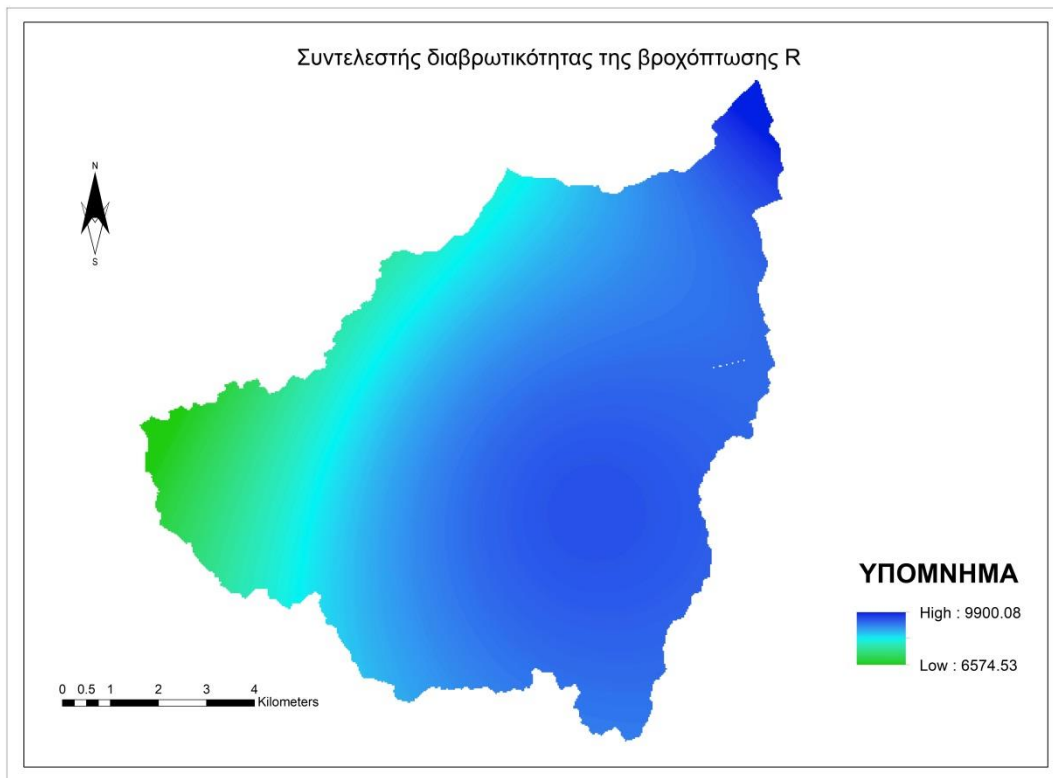 Συντελεστής διαβρωτικότητας της βροχόπτωσης R
N
S
ΥΠΟΜΝΗΜΑ
High : 9900.08
Low : 6574.53
0 0.5 1 2 3 4
Kilometers